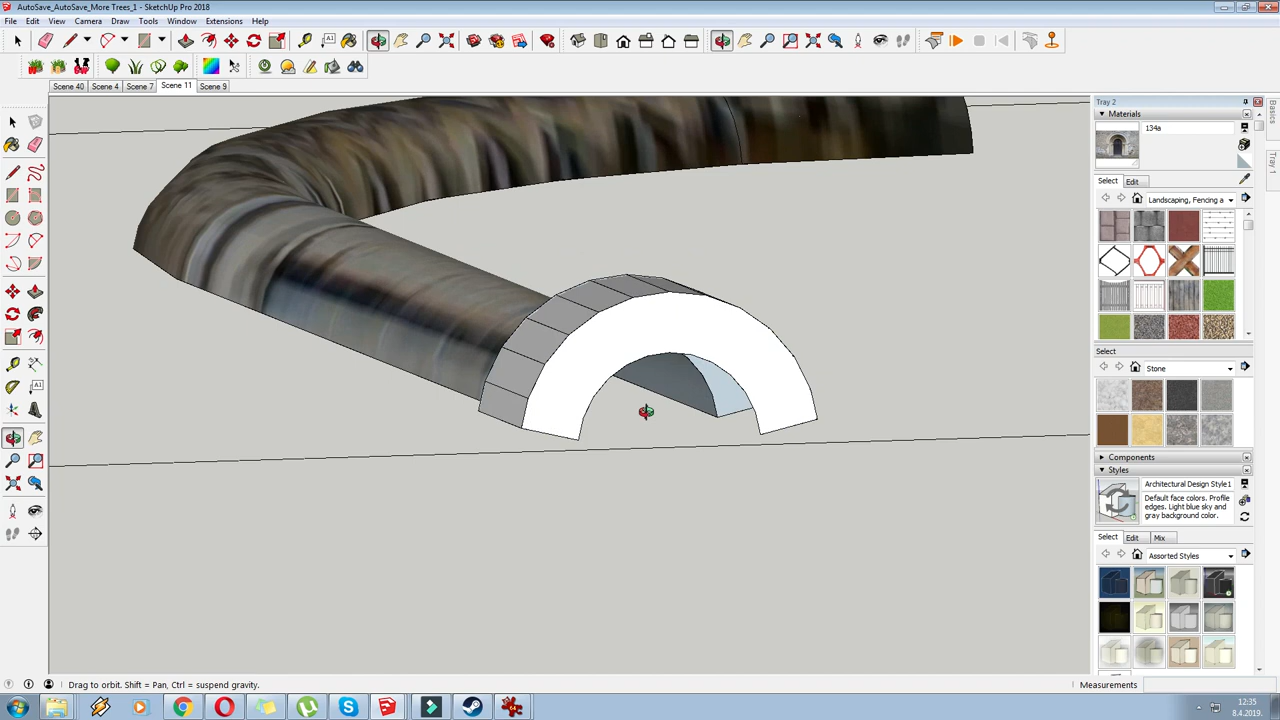 AutoSave_AutoSave_More Trees_1 - SketchUp Pro 2018
File Edit View Camera Draw Tools Window Extensions Help
Scene 40 Scene 4 Scene 7 Scene 11 Scene 9
Tray 2
Materials
134a
Select Edit
Landscaping, Fencing a
Select
Stone
Components
Styles
Architectural Design Style1
Default face colors. Profile edges. Light blue sky and gray background color.
Select Edit Mix
Assorted Styles
Basics
Tray 1
Drag to orbit. Shift = Pan, Ctrl = suspend gravity.
Measurements
12:35
8.4.2019.